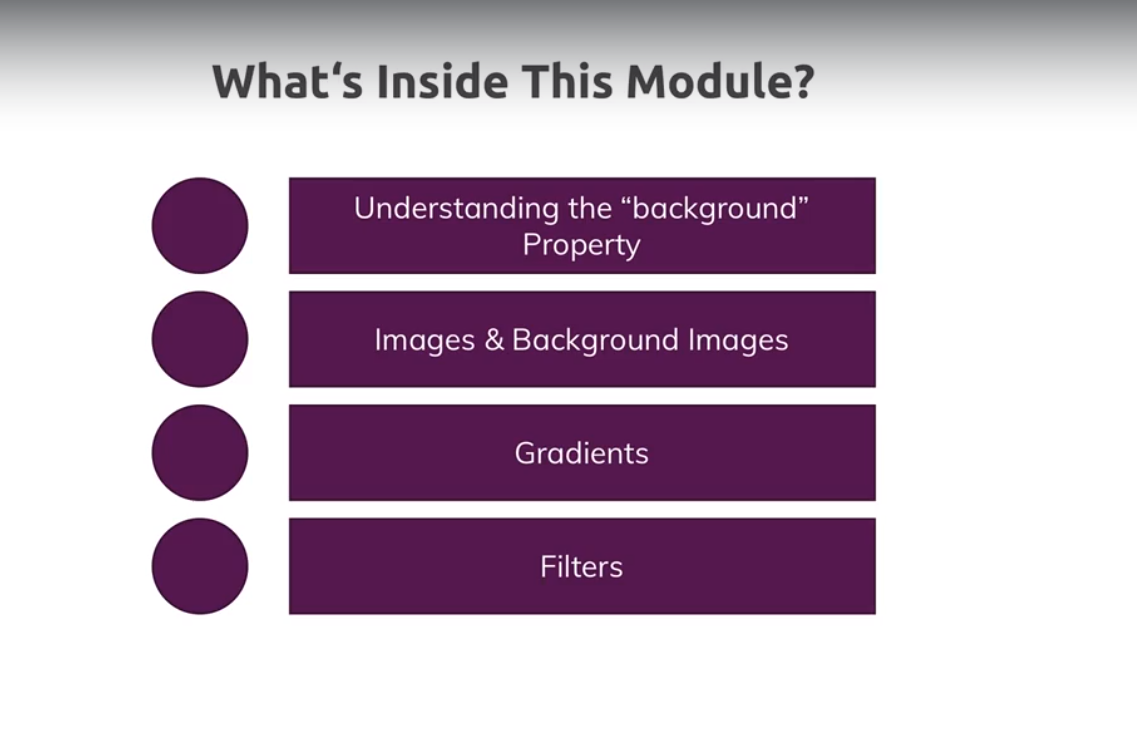 What‘s Inside This Module?
Understanding the “background”
Property
Images & Background Images
Gradients
Filters